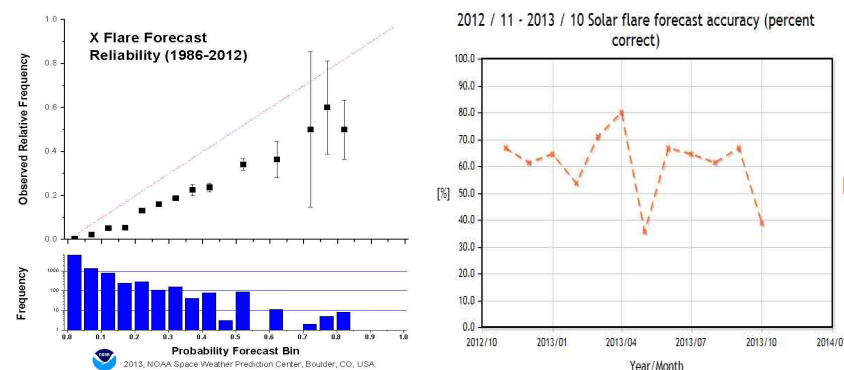 X Flare Forecast
Reliability (1986-2012)
Observed Relative Frequency
1.0
0.8
0.6
0.4
0.2
0.0
Frequency
1000
100
10
1
0.0 0.1 0.2 0.3 0.4 0.5 0.6 0.7 0.8 0.9 1.0
Probability Forecast Bin
2013, NOAA Space Weather Prediction Center, Boulder, CO, USA
2012 / 11 - 2013 / 10 Solar flare forecast accuracy (percent
correct)
[%]
100.0
90.0
80.0
70.0
60.0
50.0
40.0
30.0
20.0
10.0
0.0
2012/10 2013/01 2013/04 2013/07 2013/10 2014/0
Year/Month